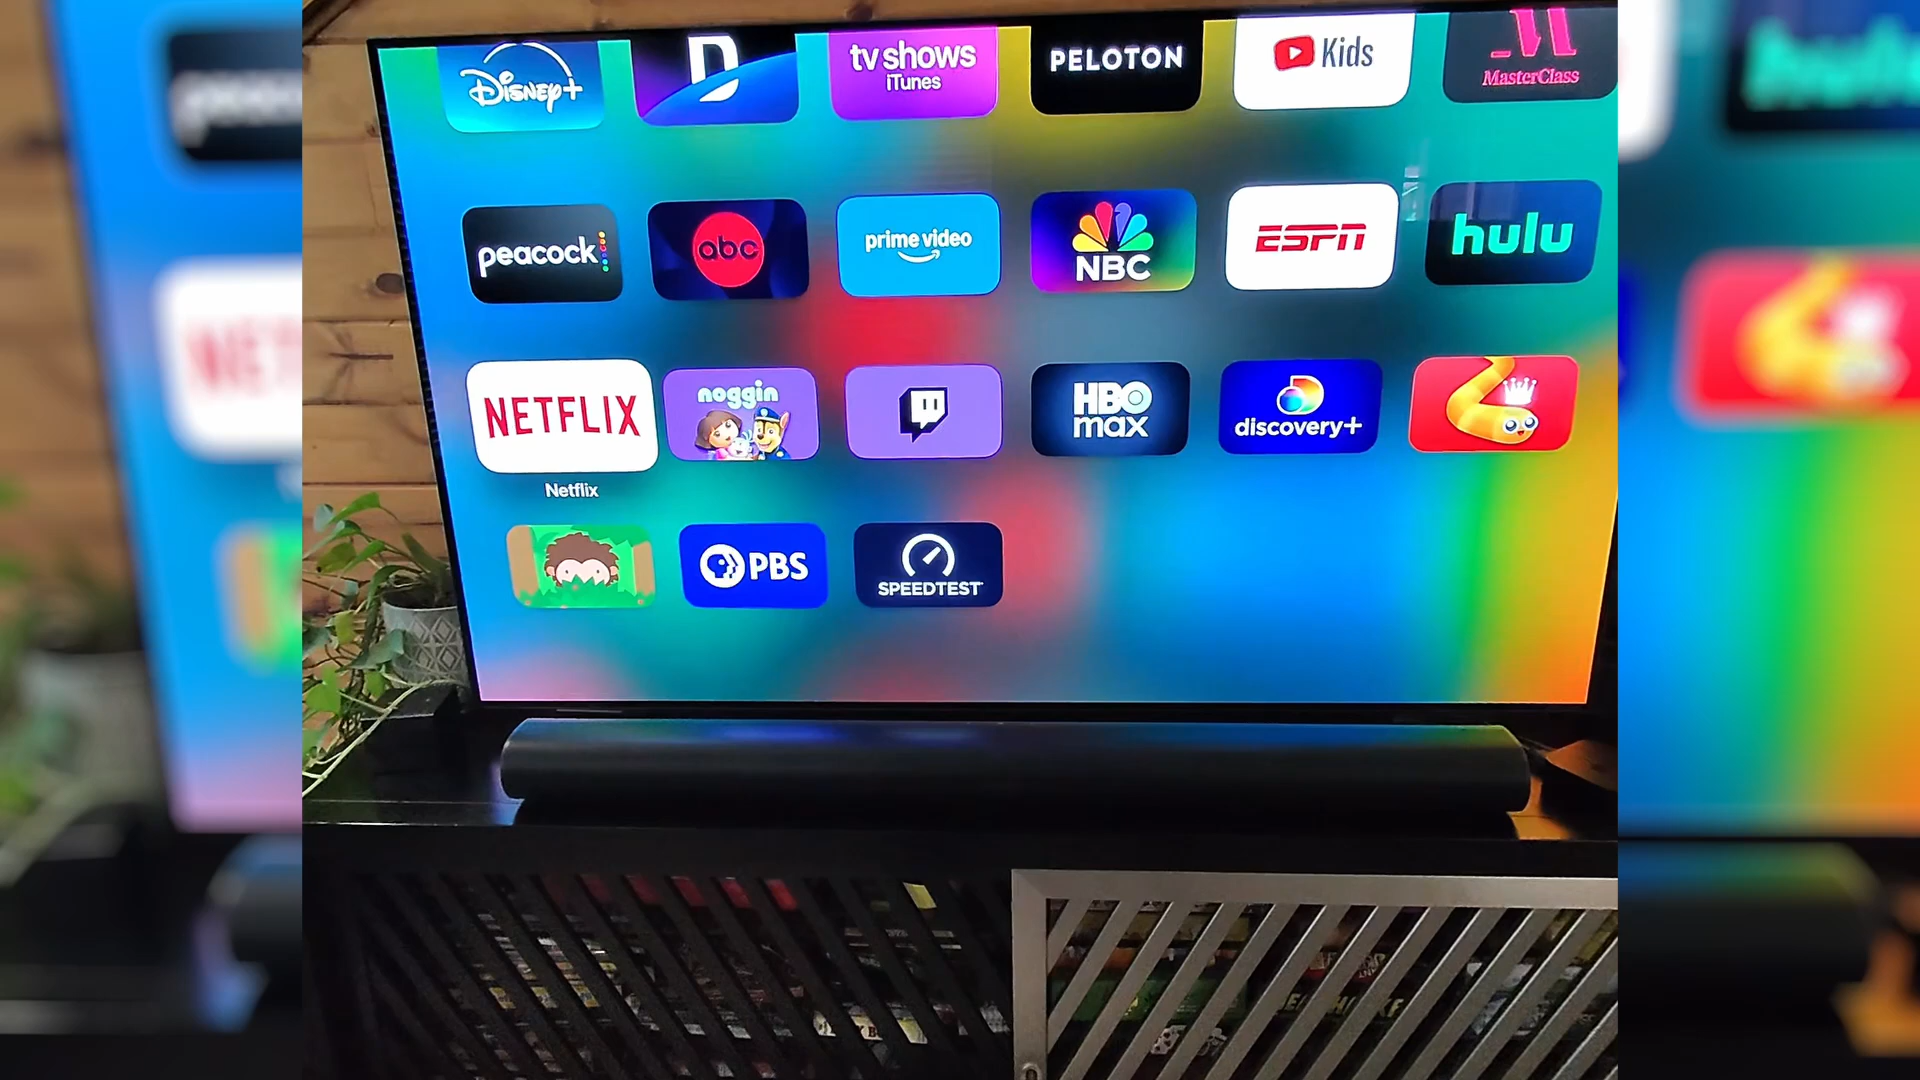 Disney+
D
tv shows
iTunes
PELOTON
Kids
M
MasterClass
peacock
abc
prime video
NBC
ESPN
hulu
NETFLIX
noggin
HBO
max
discovery+
Netflix
PBS
SPEEDTEST